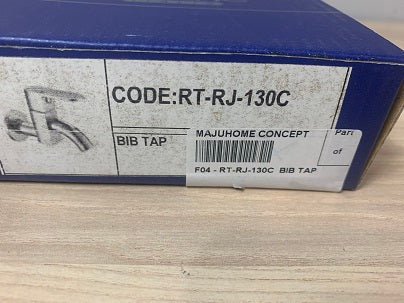 CODE:RT-RJ-130C
BIB TAP
MAJUHOME CONCEPT
F04 - RT-RJ-130C BIB TAP
Part
of